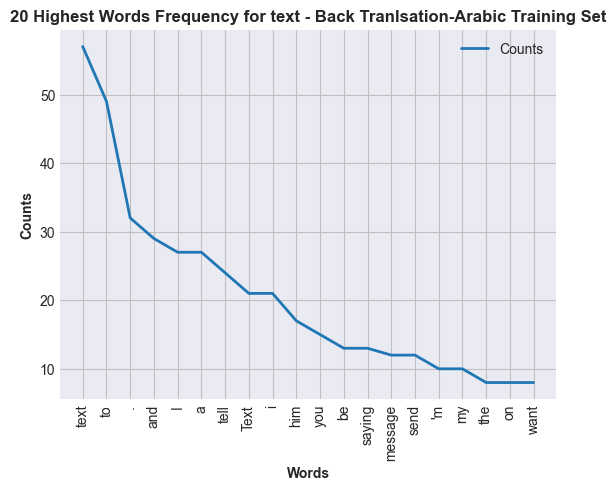 20 Highest Words Frequency for text - Back Tranlsation-Arabic Training Set
Counts
Counts
50
40
30
20
10
text
to
.
and
I
a
tell
Text
i
him
you
be
saying
message
send
'm
my
the
on
want
Words